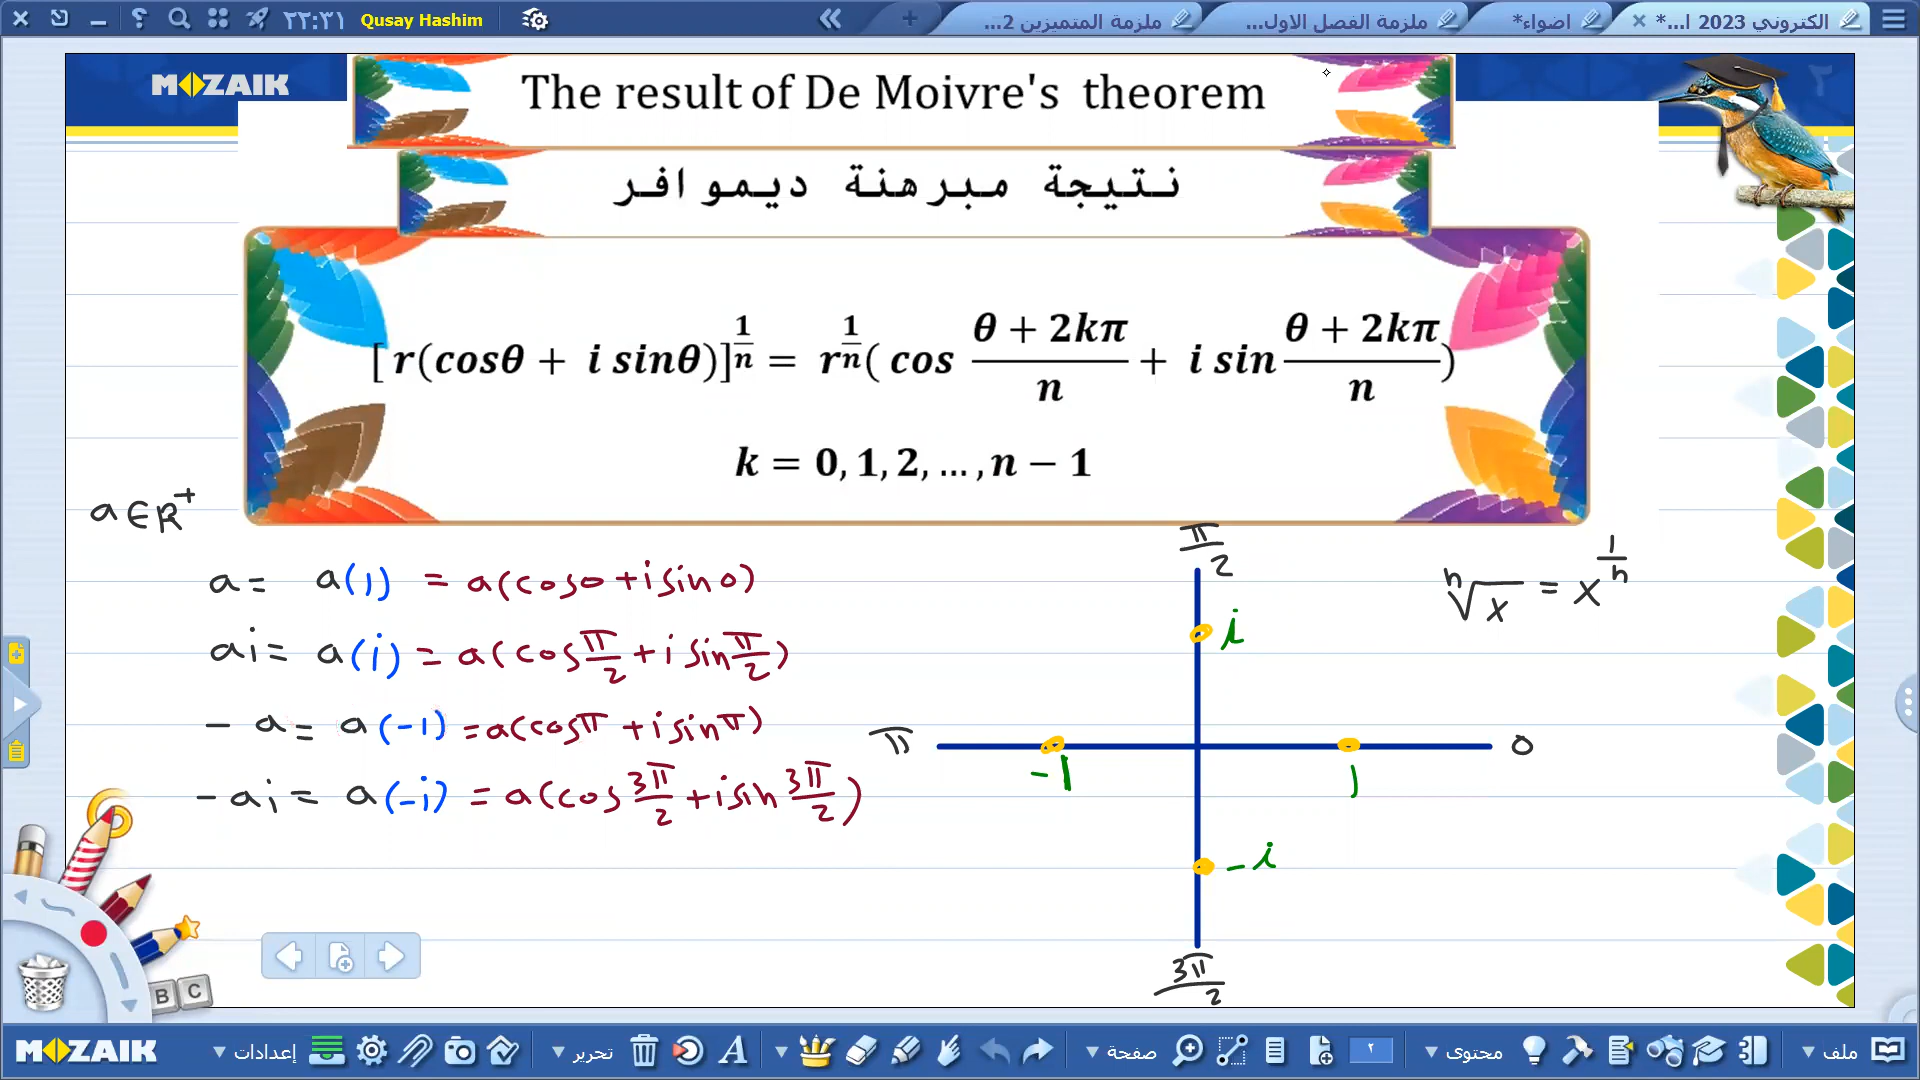 ٢٢:٣١ Qusay Hashim
ملزمة المتميزين 2...
ملزمة الفصل الاول...
اضواء*
الكتروني 2023 ا...*
MOZAIK
The result of De Moivre's theorem
نتيجة مبرهنة ديموافر
[r(cosθ + i sinθ)]^{1/n} = r^{1/n}( cos (θ + 2kπ)/n + i sin (θ + 2kπ)/n )
k = 0, 1, 2, ..., n − 1
a ∈ R⁺
a = a(1) = a(cos0 + i sin 0)
ai = a(i) = a(cos π/2 + i sin π/2)
- a = a(-1) = a(cosπ + i sinπ)
- ai = a(-i) = a(cos 3π/2 + i sin 3π/2)
π/2
i
π
-1
1
0
-i
3π/2
ⁿ√x = x^{1/n}
B C
MOZAIK
إعدادات
تحرير
A
صفحة
٢
محتوى
ملف